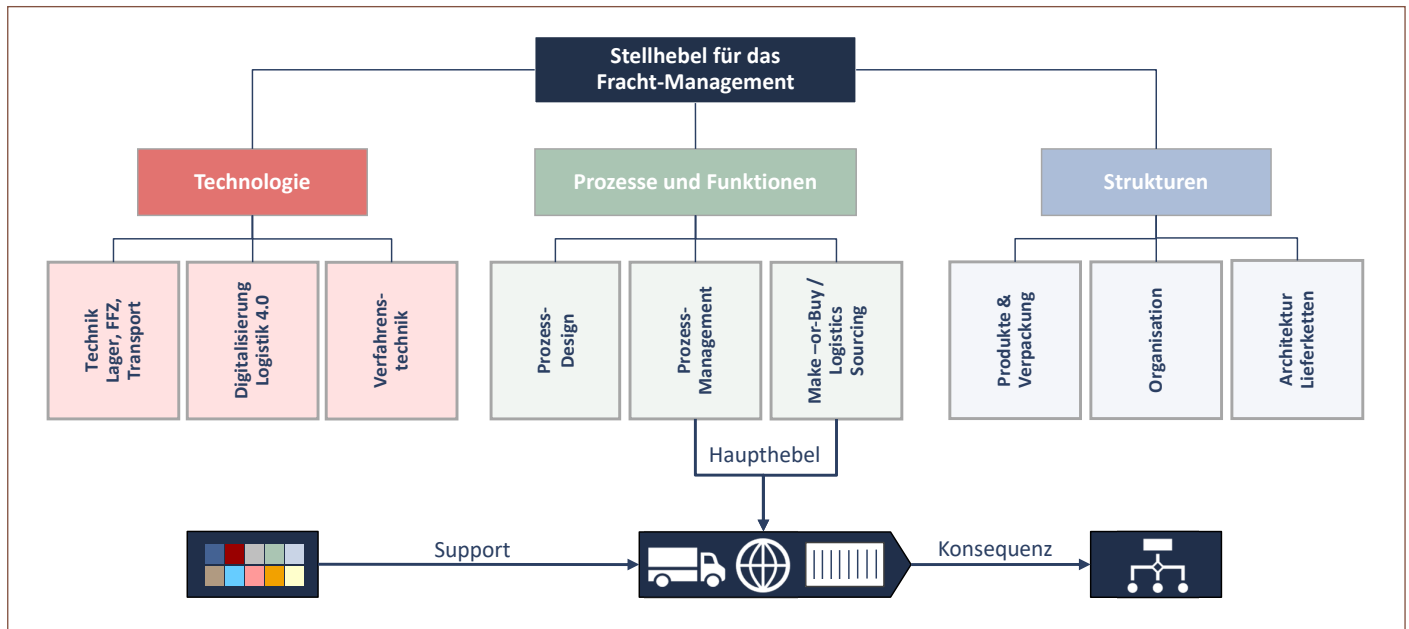 Stellhebel für das
Fracht-Management
Technologie
Prozesse und Funktionen
Strukturen
Technik
Lager, FFZ,
Transport
Digitalisierung
Logistik 4.0
Verfahrens-
technik
Prozess-
Design
Prozess-
Management
Make –or-Buy /
Logistics
Sourcing
Produkte &
Verpackung
Organisation
Architektur
Lieferketten
Haupthebel
Support
Konsequenz